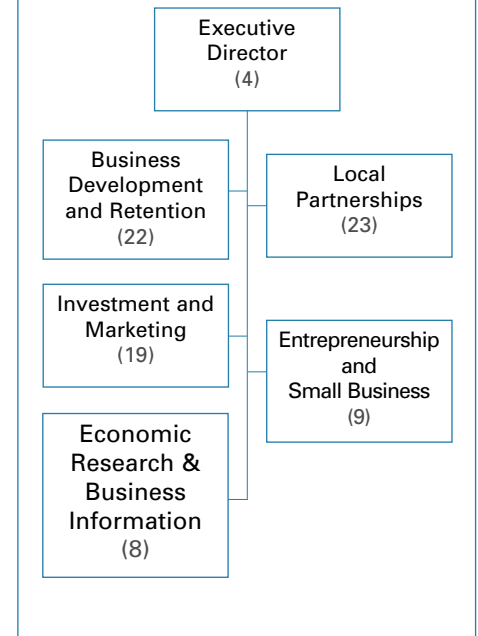 Executive
Director
(4)
Business
Development
and Retention
(22)
Local
Partnerships
(23)
Investment and
Marketing
(19)
Entrepreneurship
and
Small Business
(9)
Economic
Research &
Business
Information
(8)